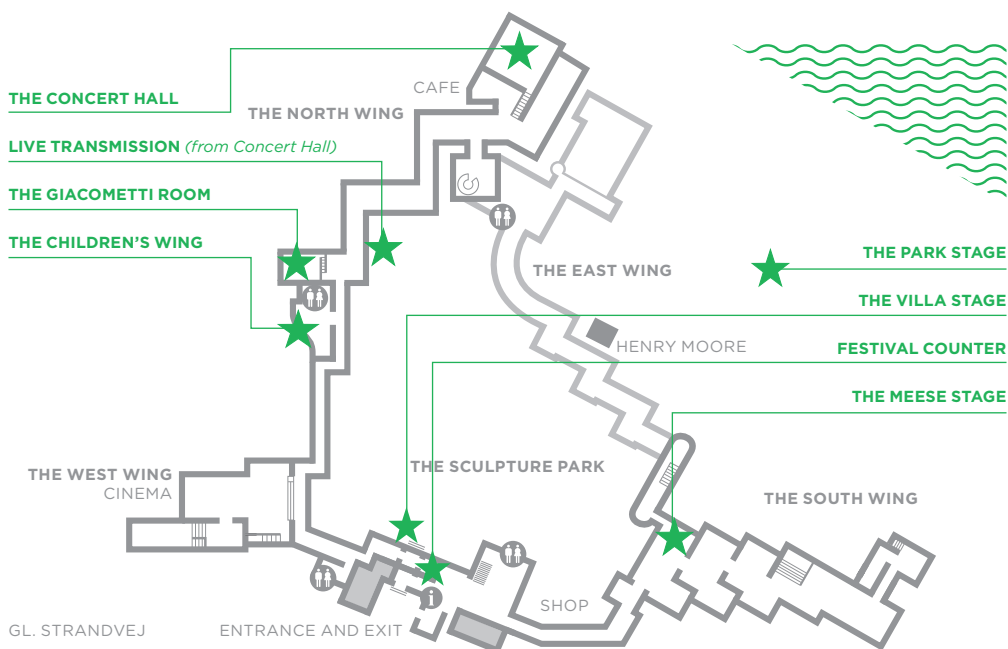 CAFE
THE CONCERT HALL
THE NORTH WING
LIVE TRANSMISSION (from Concert Hall)
THE GIACOMETTI ROOM
THE CHILDREN'S WING
THE PARK STAGE
THE EAST WING
THE VILLA STAGE
HENRY MOORE
FESTIVAL COUNTER
THE MEESE STAGE
THE WEST WING
CINEMA
THE SCULPTURE PARK
THE SOUTH WING
i
SHOP
GL. STRANDVEJ
ENTRANCE AND EXIT